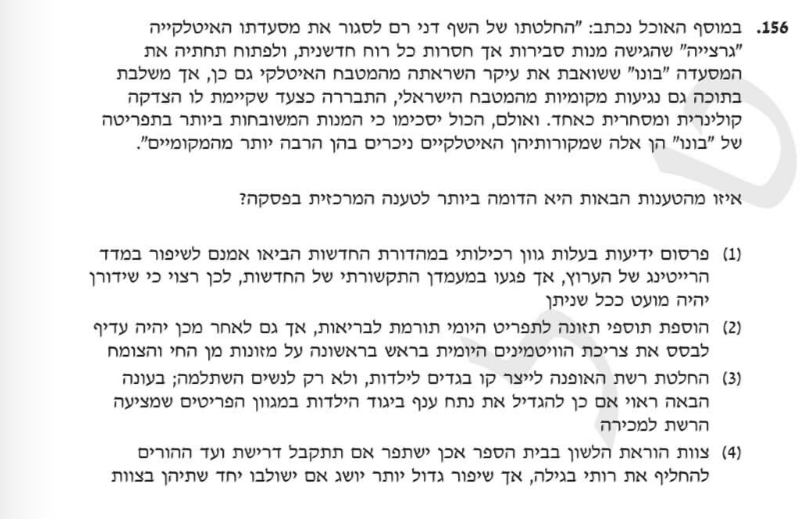 156. במוסף האוכל נכתב: "החלטתו של השף דני רם לסגור את מסעדתו האיטלקייה
"גרצייה" שהגישה מנות סבירות אך חסרות כל רוח חדשנית, ולפתוח תחתיה את
המסעדה "בונו" ששואבת את עיקר השראתה מהמטבח האיטלקי גם כן, אך משלבת
בתוכה גם נגיעות מקומיות מהמטבח הישראלי, התבררה כצעד שקיימת לו הצדקה
קולינרית ומסחרית כאחד. ואולם, הכול יסכימו כי המנות המשובחות ביותר בתפריטה
של "בונו" הן אלה שמקורותיהן האיטלקיים ניכרים בהן הרבה יותר מהמקומיים".
איזו מהטענות הבאות היא הדומה ביותר לטענה המרכזית בפסקה?
(1) פרסום ידיעות בעלות גוון רכילותי במהדורת החדשות הביאו אמנם לשיפור במדד
הרייטינג של הערוץ, אך פגעו במעמדן התקשורתי של החדשות, לכן רצוי כי שידורן
יהיה מועט ככל שניתן
(2) הוספת תוספי תזונה לתפריט היומי תורמת לבריאות, אך גם לאחר מכן יהיה עדיף
לבסס את צריכת הוויטמינים היומית בראש בראשונה על מזונות מן החי והצומח
(3) החלטת רשת האופנה לייצר קו בגדים לילדות, ולא רק לנשים השתלמה; בעונה
הבאה ראוי אם כן להגדיל את נתח ענף ביגוד הילדות במגוון הפריטים שמציעה
הרשת למכירה
(4) צוות הוראת הלשון בבית הספר אכן ישתפר אם תתקבל דרישת ועד ההורים
להחליף את רותי בגילה, אך שיפור גדול יותר יושג אם ישולבו יחד שתיהן בצוות